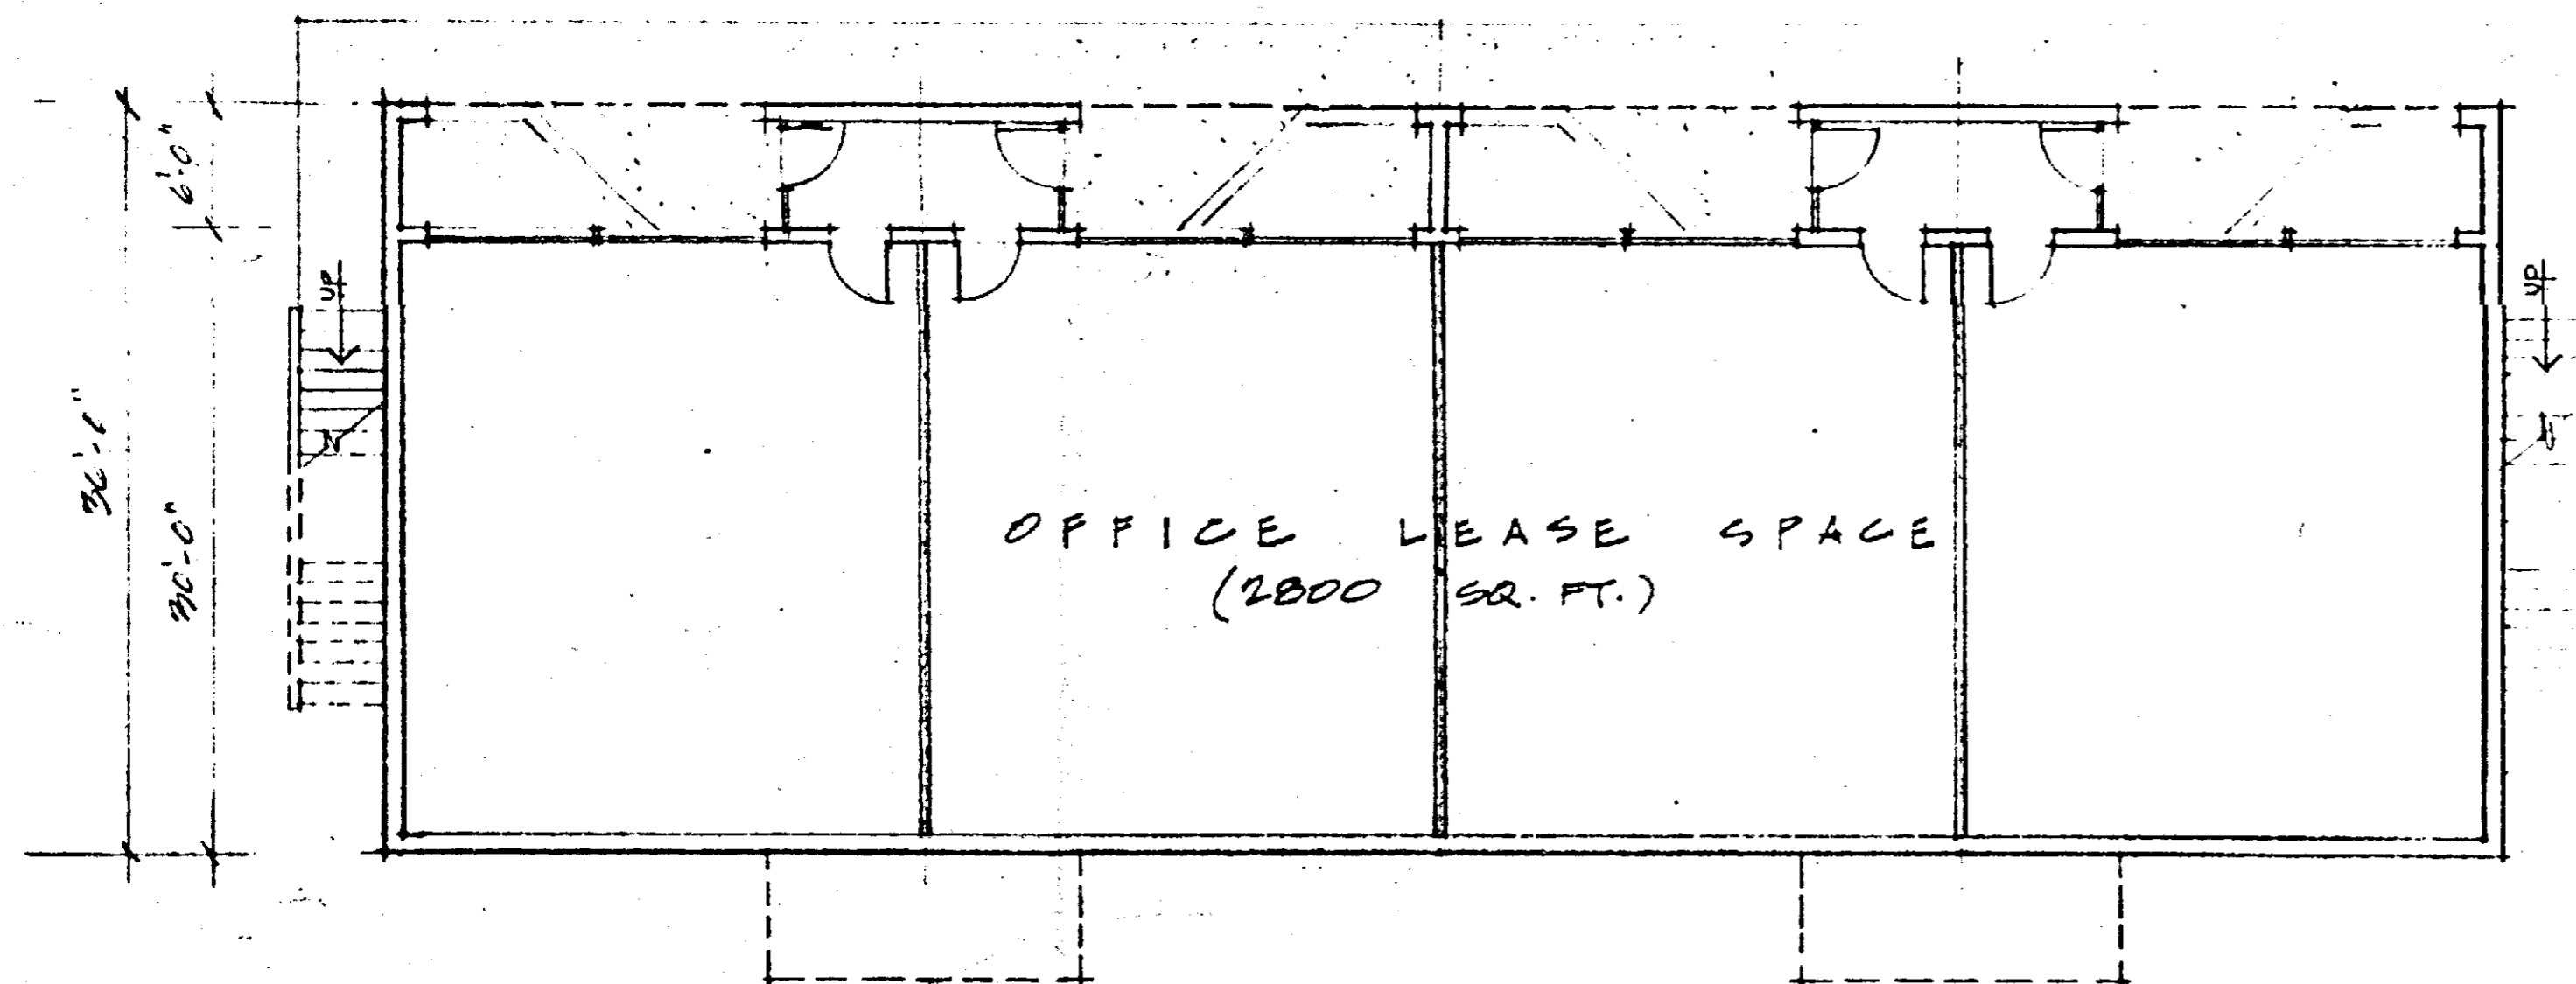 6'-0"
UP
UP
30'-0"
OFFICE LEASE SPACE
(2800 SQ. FT.)